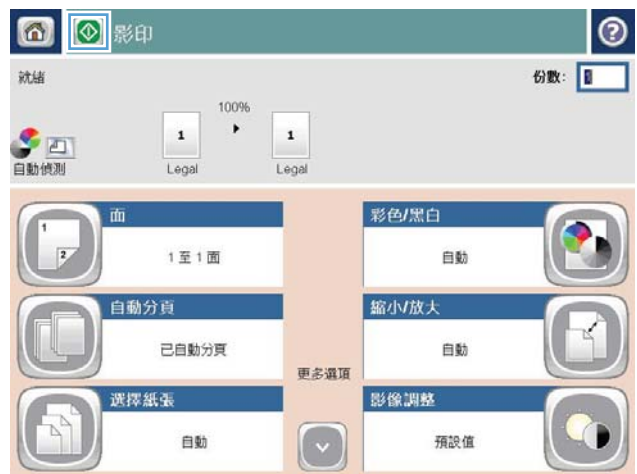 影印
?
就緒
份數: 1
100%
1 1
自動偵測
Legal Legal
面
1 2
1 至 1 面
彩色/黑白
自動
自動分頁
已自動分頁
縮小/放大
自動
更多選項
選擇紙張
自動
影像調整
預設值